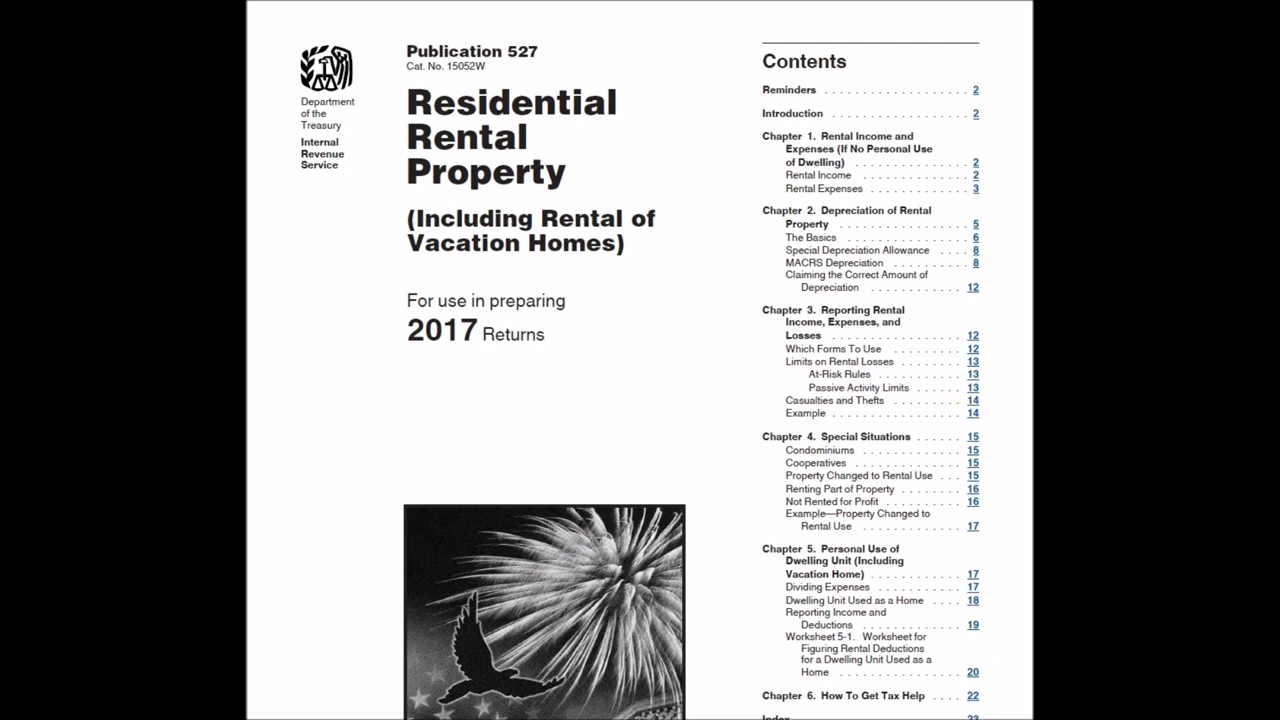 Department
of the
Treasury
Internal
Revenue
Service
Publication 527
Cat. No. 15052W
Residential
Rental
Property
(Including Rental of
Vacation Homes)
For use in preparing
2017 Returns
Contents
Reminders . . . . . . . . . . . . . . . . . . . 2
Introduction . . . . . . . . . . . . . . . . . . 2
Chapter 1. Rental Income and
Expenses (If No Personal Use
of Dwelling) . . . . . . . . . . . . . . . 2
Rental Income . . . . . . . . . . . . . . 2
Rental Expenses . . . . . . . . . . . . . 3
Chapter 2. Depreciation of Rental
Property . . . . . . . . . . . . . . . . 5
The Basics . . . . . . . . . . . . . . . . 6
Special Depreciation Allowance . . . . 8
MACRS Depreciation . . . . . . . . . . 8
Claiming the Correct Amount of
Depreciation . . . . . . . . . . . . 12
Chapter 3. Reporting Rental
Income, Expenses, and
Losses . . . . . . . . . . . . . . . . . 12
Which Forms To Use . . . . . . . . . 12
Limits on Rental Losses . . . . . . . . 13
At-Risk Rules . . . . . . . . . . . 13
Passive Activity Limits . . . . . . 13
Casualties and Thefts . . . . . . . . . 14
Example . . . . . . . . . . . . . . . . . 14
Chapter 4. Special Situations . . . . . . 15
Condominiums . . . . . . . . . . . . . 15
Cooperatives . . . . . . . . . . . . . . 15
Property Changed to Rental Use . . . 15
Renting Part of Property . . . . . . . . 16
Not Rented for Profit . . . . . . . . . . 16
Example—Property Changed to
Rental Use . . . . . . . . . . . . . 17
Chapter 5. Personal Use of
Dwelling Unit (Including
Vacation Home) . . . . . . . . . . . . 17
Dividing Expenses . . . . . . . . . . . 17
Dwelling Unit Used as a Home . . . . 18
Reporting Income and
Deductions . . . . . . . . . . . . . 19
Worksheet 5-1. Worksheet for
Figuring Rental Deductions
for a Dwelling Unit Used as a
Home . . . . . . . . . . . . . . . . 20
Chapter 6. How To Get Tax Help . . . . 22
Index . . . . . . . . . . . . . . . . . . . . . 23